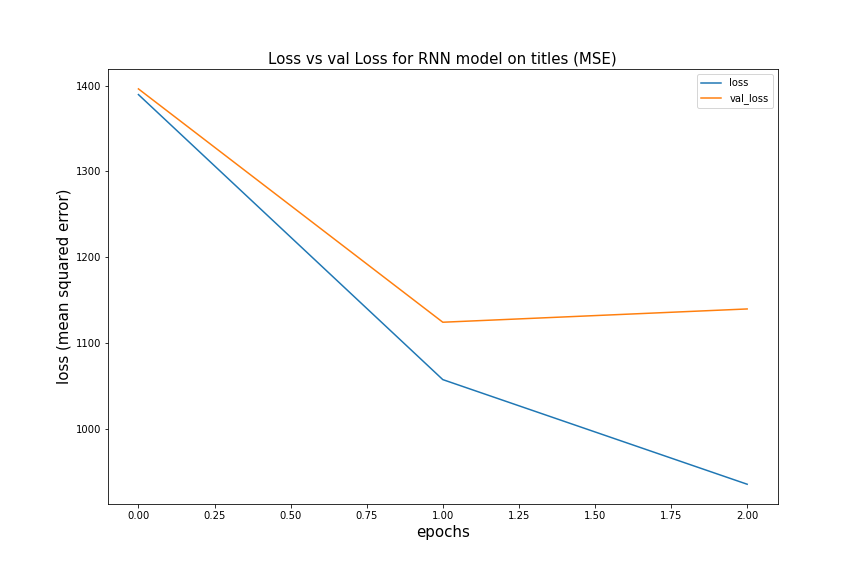 Loss vs val Loss for RNN model on titles (MSE)
loss
val_loss
1400
1300
1200
1100
1000
loss (mean squared error)
0.00 0.25 0.50 0.75 1.00 1.25 1.50 1.75 2.00
epochs